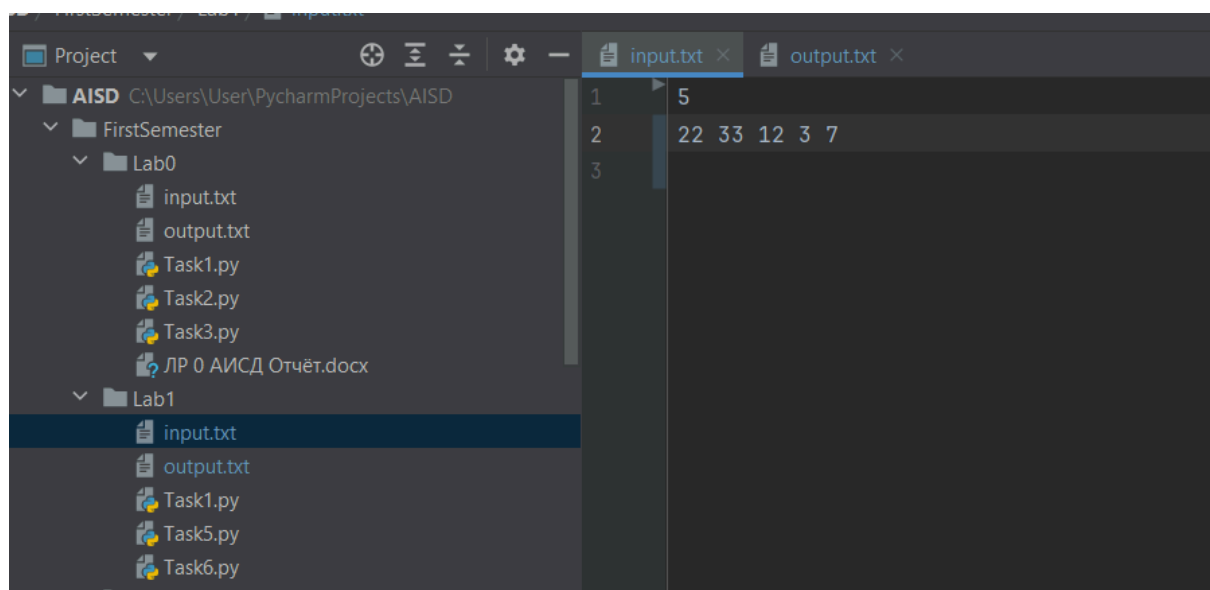 Project
input.txt
output.txt
AISD C:\Users\User\PycharmProjects\AISD
FirstSemester
Lab0
input.txt
output.txt
Task1.py
Task2.py
Task3.py
ЛР 0 АИСД Отчёт.docx
Lab1
input.txt
output.txt
Task1.py
Task5.py
Task6.py
1 5
2 22 33 12 3 7
3